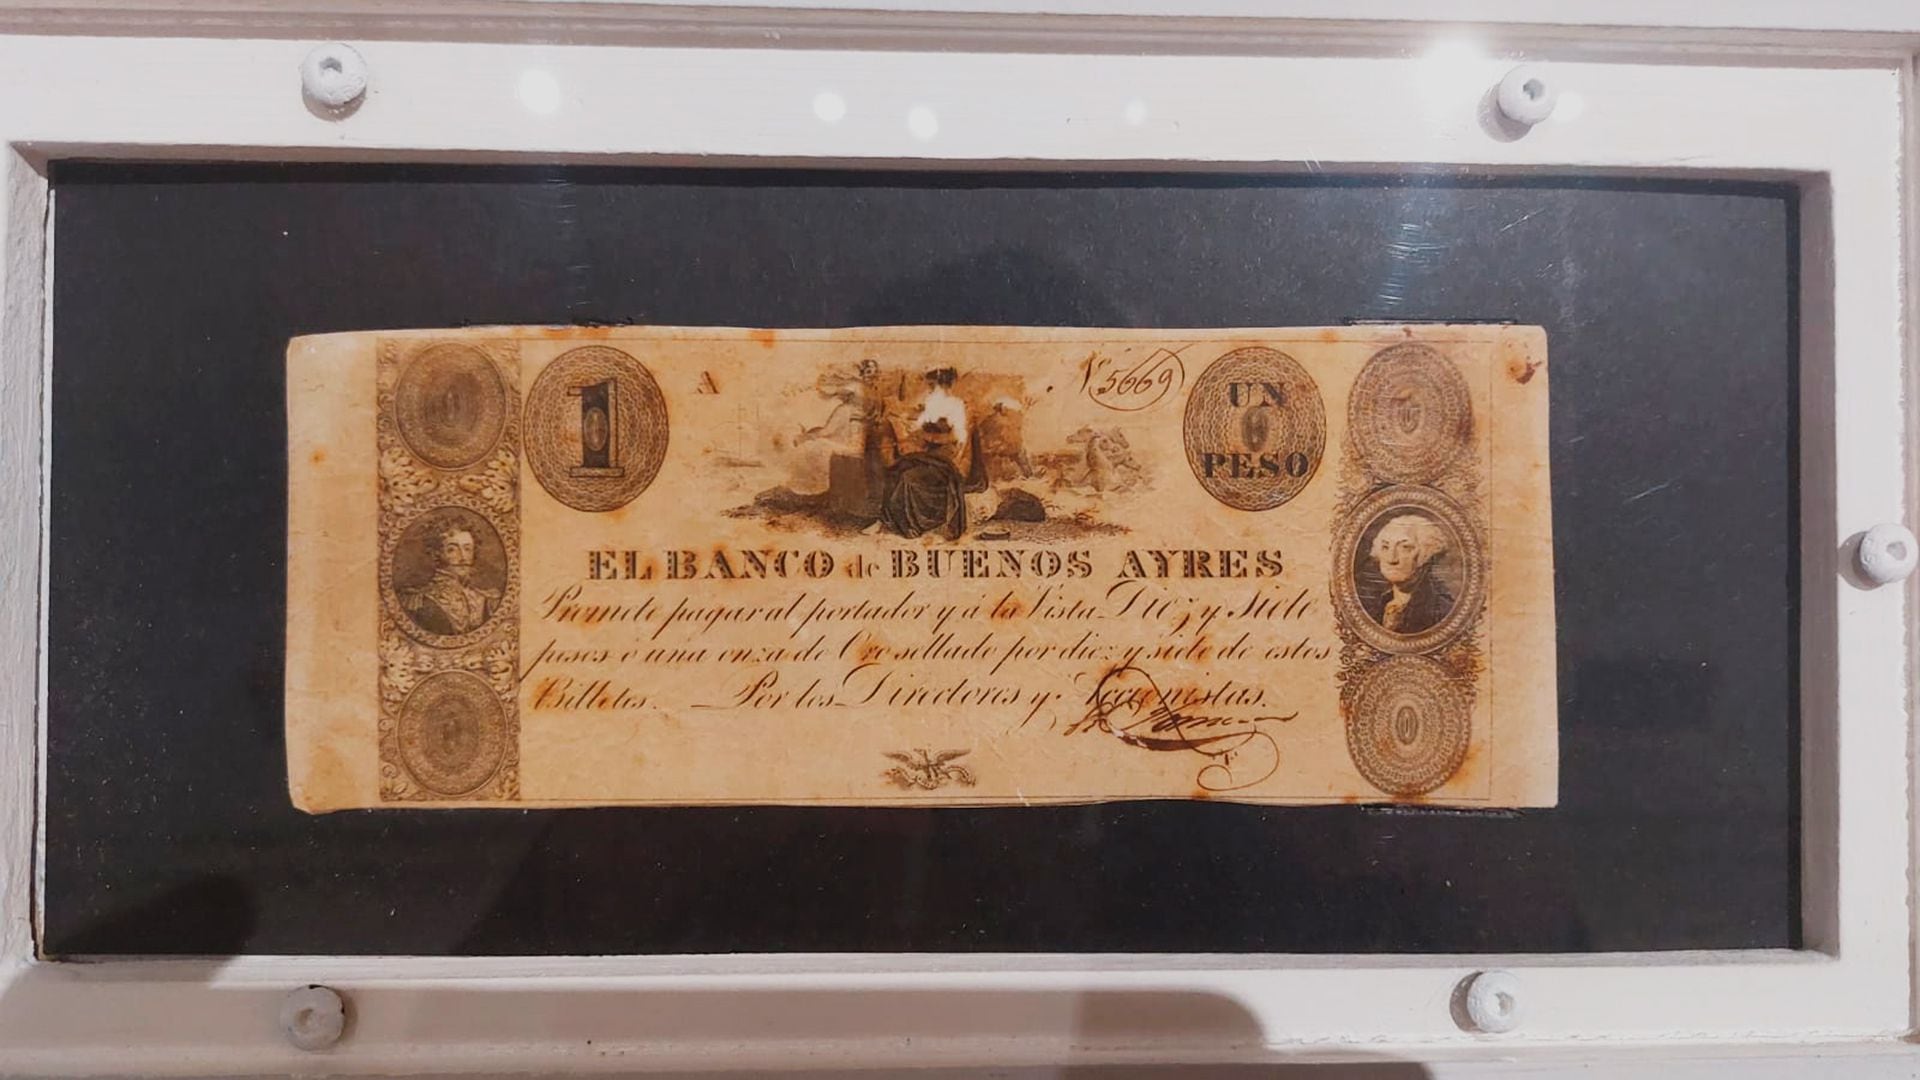 1
A
Nº 5669
UN
PESO
EL BANCO de BUENOS AYRES
Promete pagar al portador y á la Vista Diez y Siete
pesos ó una onza de Oro sellado por diez y siete de estos
Billetes. Por los Directores y Accionistas.